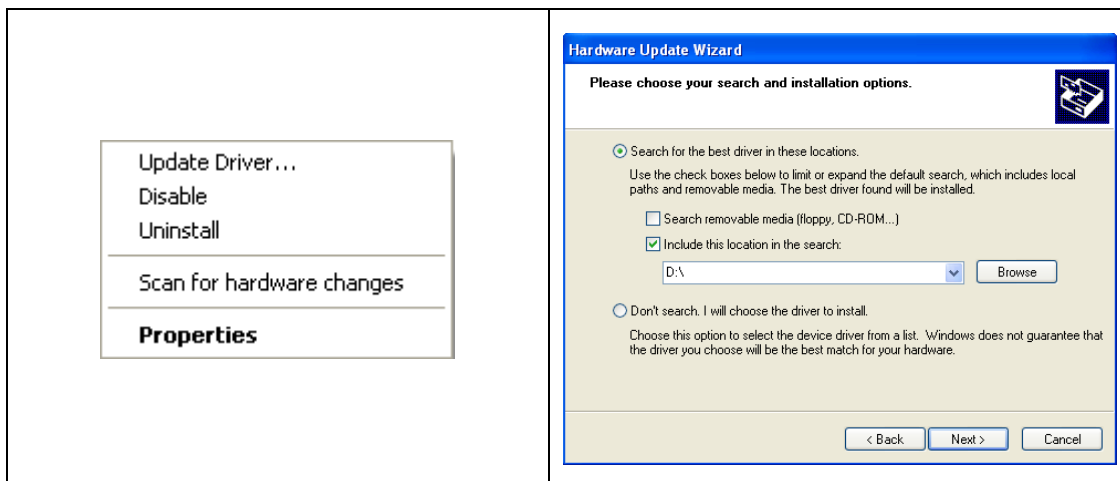 Update Driver...
Disable
Uninstall
Scan for hardware changes
Properties
Hardware Update Wizard
Please choose your search and installation options.
Search for the best driver in these locations.
Use the check boxes below to limit or expand the default search, which includes local
paths and removable media. The best driver found will be installed.
Search removable media (floppy, CD-ROM...)
Include this location in the search:
D:\
Browse
Don't search. I will choose the driver to install.
Choose this option to select the device driver from a list. Windows does not guarantee that
the driver you choose will be the best match for your hardware.
< Back
Next >
Cancel